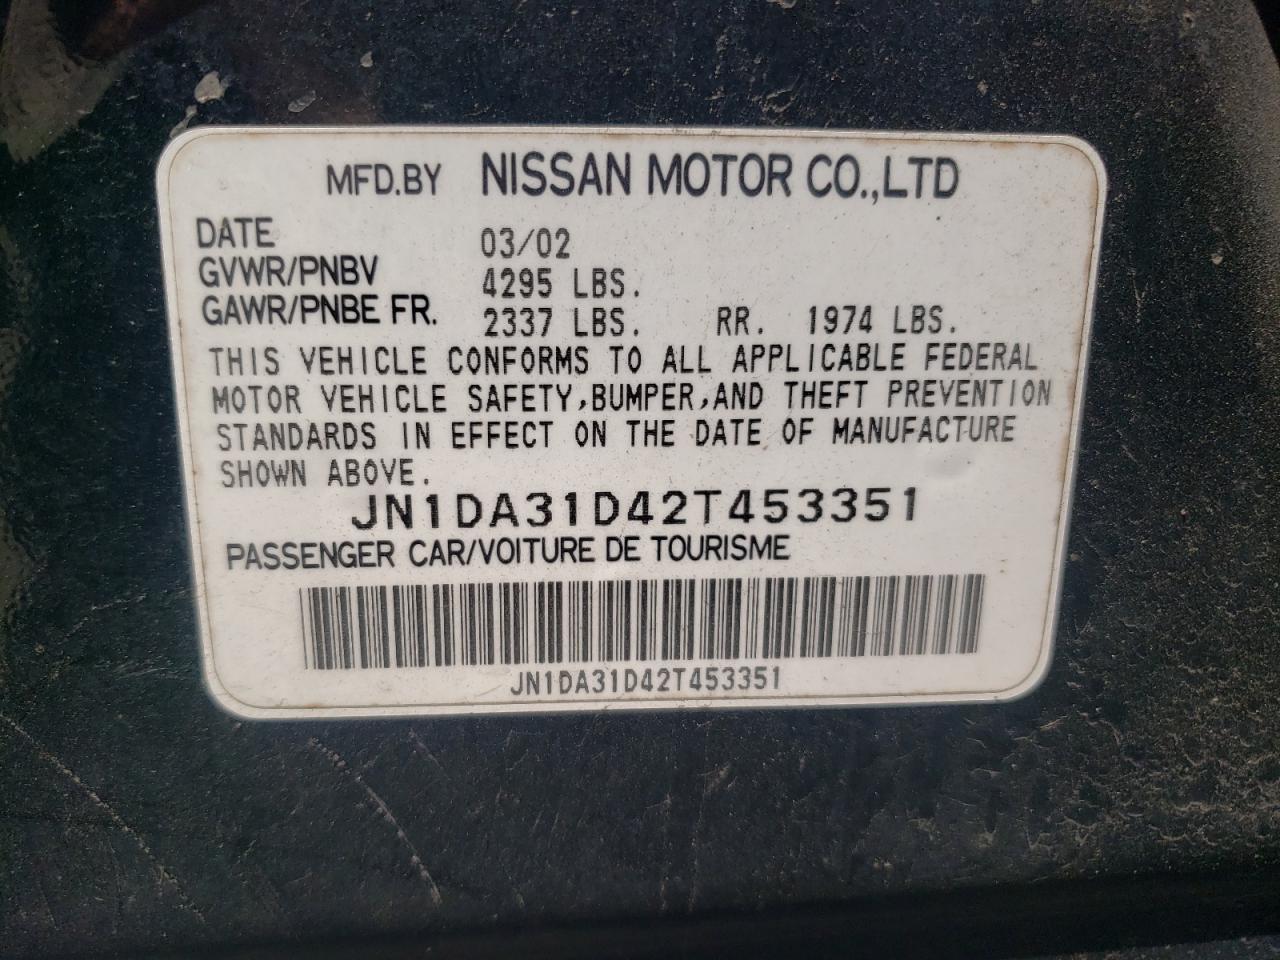 MFD.BY NISSAN MOTOR CO.,LTD
DATE 03/02
GVWR/PNBV 4295 LBS.
GAWR/PNBE FR. 2337 LBS. RR. 1974 LBS.
THIS VEHICLE CONFORMS TO ALL APPLICABLE FEDERAL
MOTOR VEHICLE SAFETY,BUMPER,AND THEFT PREVENTION
STANDARDS IN EFFECT ON THE DATE OF MANUFACTURE
SHOWN ABOVE.
JN1DA31D42T453351
PASSENGER CAR/VOITURE DE TOURISME
JN1DA31D42T453351